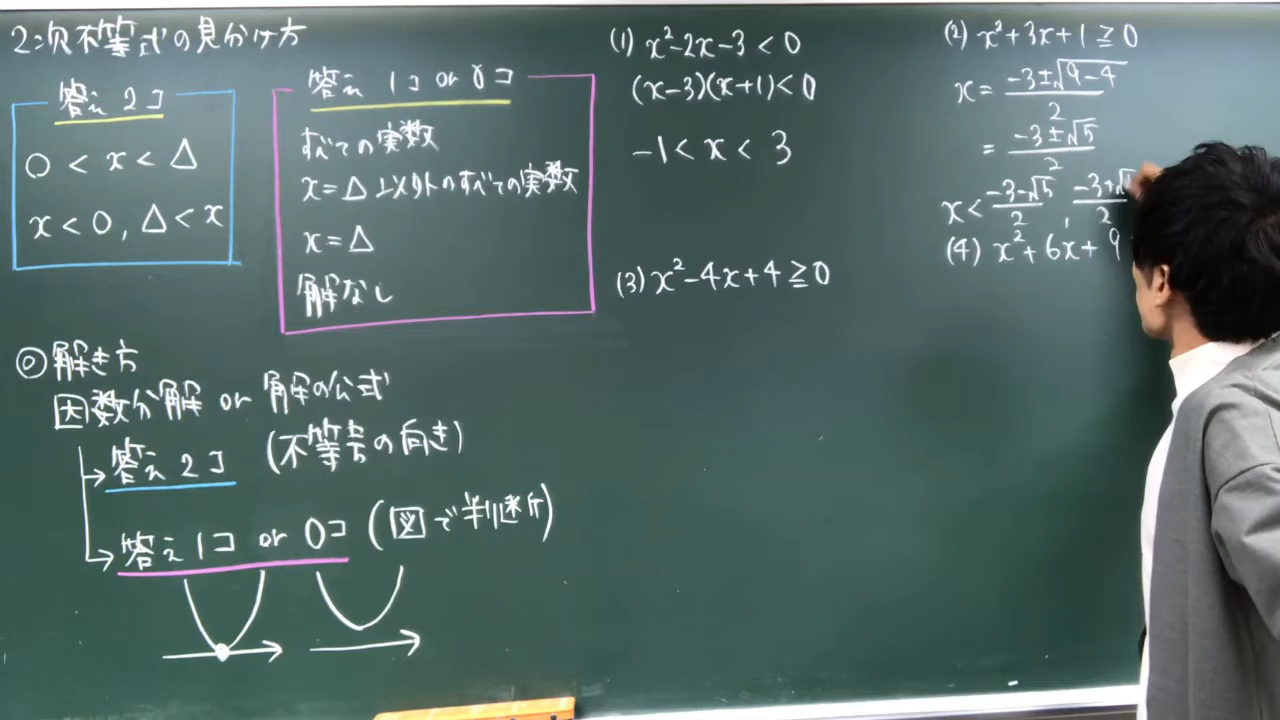 2次不等式の見分け方
答え 2コ
○ < x < △
x < ○, △ < x
答え 1コ or 0コ
すべての実数
x = △ 以外のすべての実数
x = △
解なし
◎ 解き方
因数分解 or 解の公式
→ 答え 2コ (不等号の向き)
→ 答え 1コ or 0コ (図で判断)
(1) x²-2x-3 < 0
(x-3)(x+1) < 0
-1 < x < 3
(3) x²-4x+4 ≧ 0
(2) x²+3x+1 ≧ 0
x = (-3±√(9-4))/2
= (-3±√5)/2
x < (-3-√5)/2 , (-3+√5)/2
(4) x²+6x+9